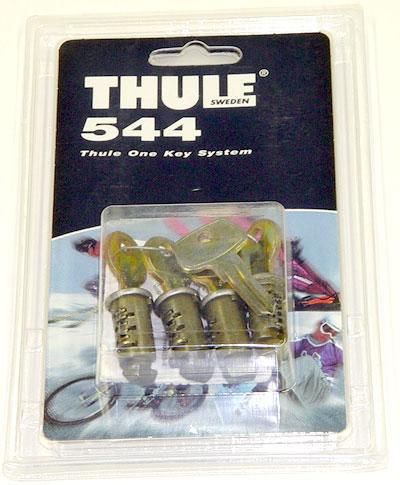 THULE®
SWEDEN
544
Thule One Key System